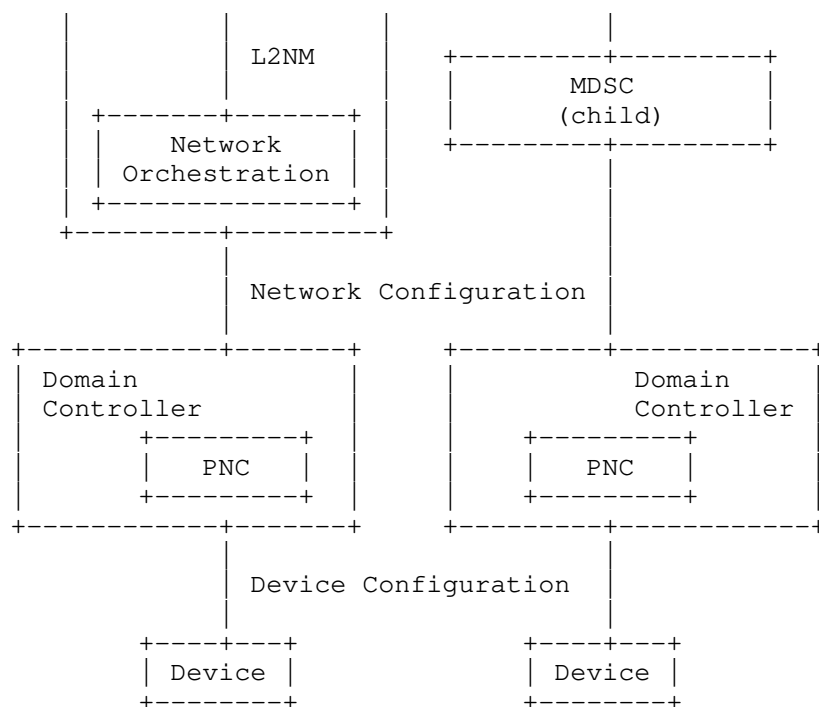 L2NM
MDSC
(child)
Network
Orchestration
Network Configuration
Domain Domain
Controller Controller
PNC PNC
Device Configuration
Device Device